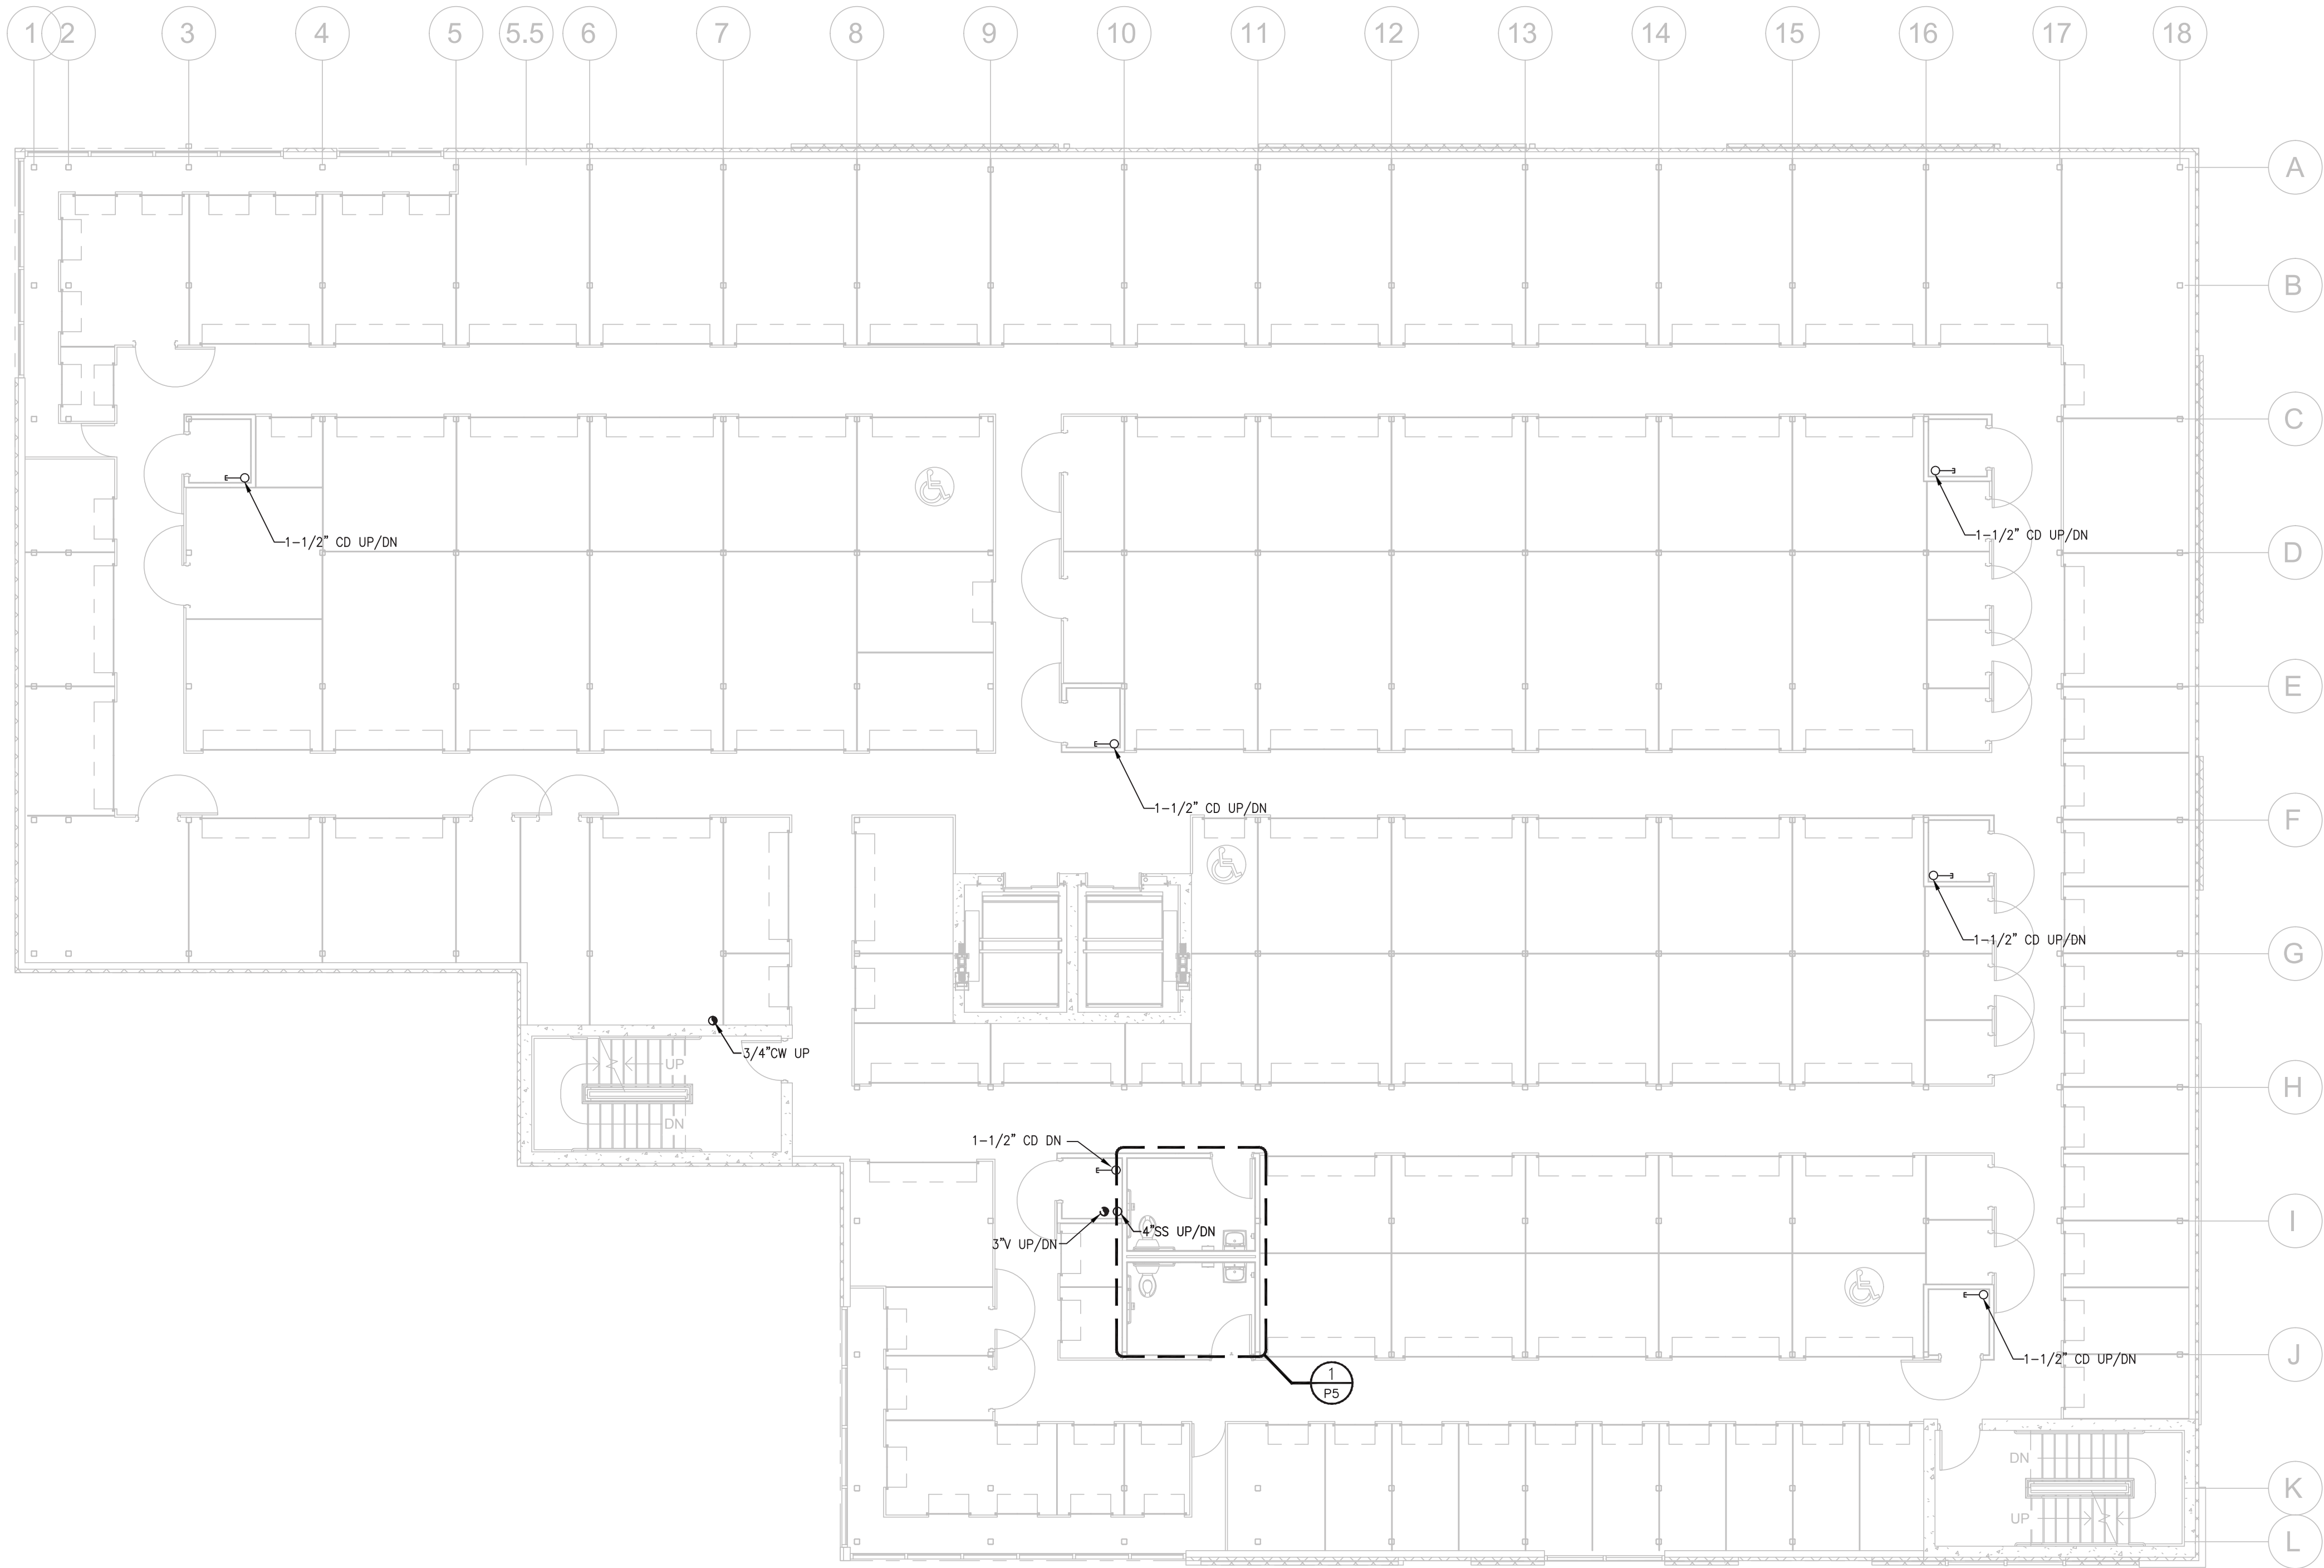 1 2 3 4 5 5.5 6 7 8 9 10 11 12 13 14 15 16 17 18
A
B
C
1-1/2" CD UP/DN
1-1/2" CD UP/DN
D
E
1-1/2" CD UP/DN
F
1-1/2" CD UP/DN
G
3/4"CW UP
UP
H
DN
1-1/2" CD DN
I
4"SS UP/DN
3"V UP/DN
J
1-1/2" CD UP/DN
1
P5
DN
K
UP
L